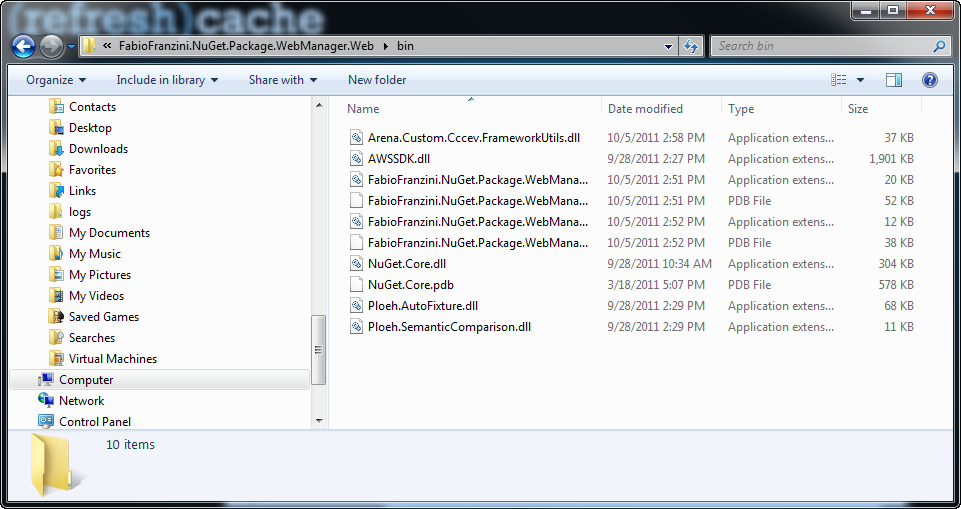 (refresh)cache
« FabioFranzini.NuGet.Package.WebManager.Web bin Search bin
Organize Include in library Share with New folder
Name Date modified Type Size
Contacts
Desktop
Downloads
Favorites
Links
logs
My Documents
My Music
My Pictures
My Videos
Saved Games
Searches
Virtual Machines
Computer
Network
Control Panel
Arena.Custom.Cccev.FrameworkUtils.dll 10/5/2011 2:58 PM Application extens... 37 KB
AWSSDK.dll 9/28/2011 2:27 PM Application extens... 1,901 KB
FabioFranzini.NuGet.Package.WebMana... 10/5/2011 2:51 PM Application extens... 20 KB
FabioFranzini.NuGet.Package.WebMana... 10/5/2011 2:51 PM PDB File 52 KB
FabioFranzini.NuGet.Package.WebMana... 10/5/2011 2:52 PM Application extens... 12 KB
FabioFranzini.NuGet.Package.WebMana... 10/5/2011 2:52 PM PDB File 38 KB
NuGet.Core.dll 9/28/2011 10:34 AM Application extens... 304 KB
NuGet.Core.pdb 3/18/2011 5:07 PM PDB File 578 KB
Ploeh.AutoFixture.dll 9/28/2011 2:29 PM Application extens... 68 KB
Ploeh.SemanticComparison.dll 9/28/2011 2:29 PM Application extens... 11 KB
10 items